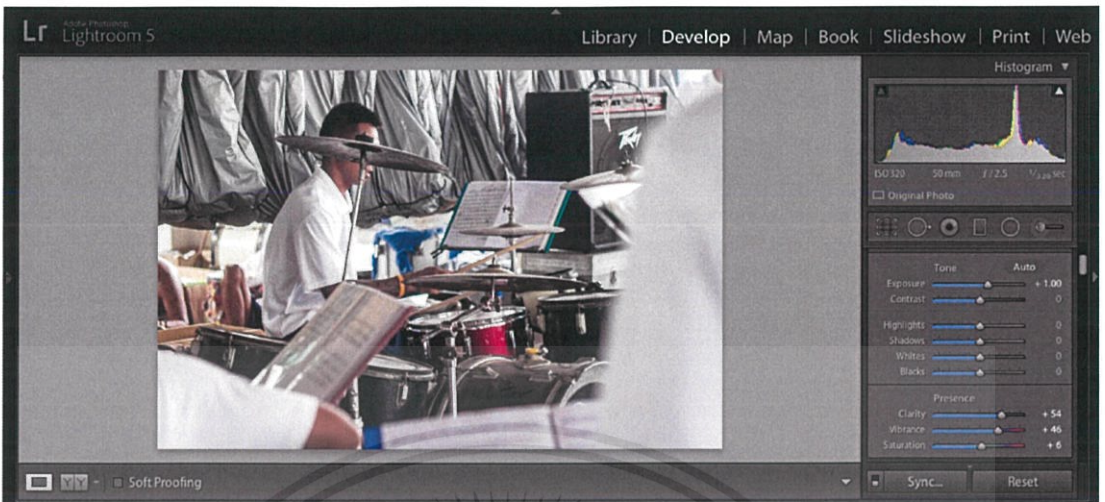 Lr
Adobe Photoshop
Lightroom 5
Library | Develop | Map | Book | Slideshow | Print | Web
Histogram
ISO 320 50 mm f / 2.5
Original Photo
Tone Auto
Exposure + 1.00
Contrast 0
Highlights 0
Shadows 0
Whites 0
Blacks 0
Presence
Clarity + 54
Vibrance + 46
Saturation + 6
PEAVEY
YY Soft Proofing
Sync... Reset